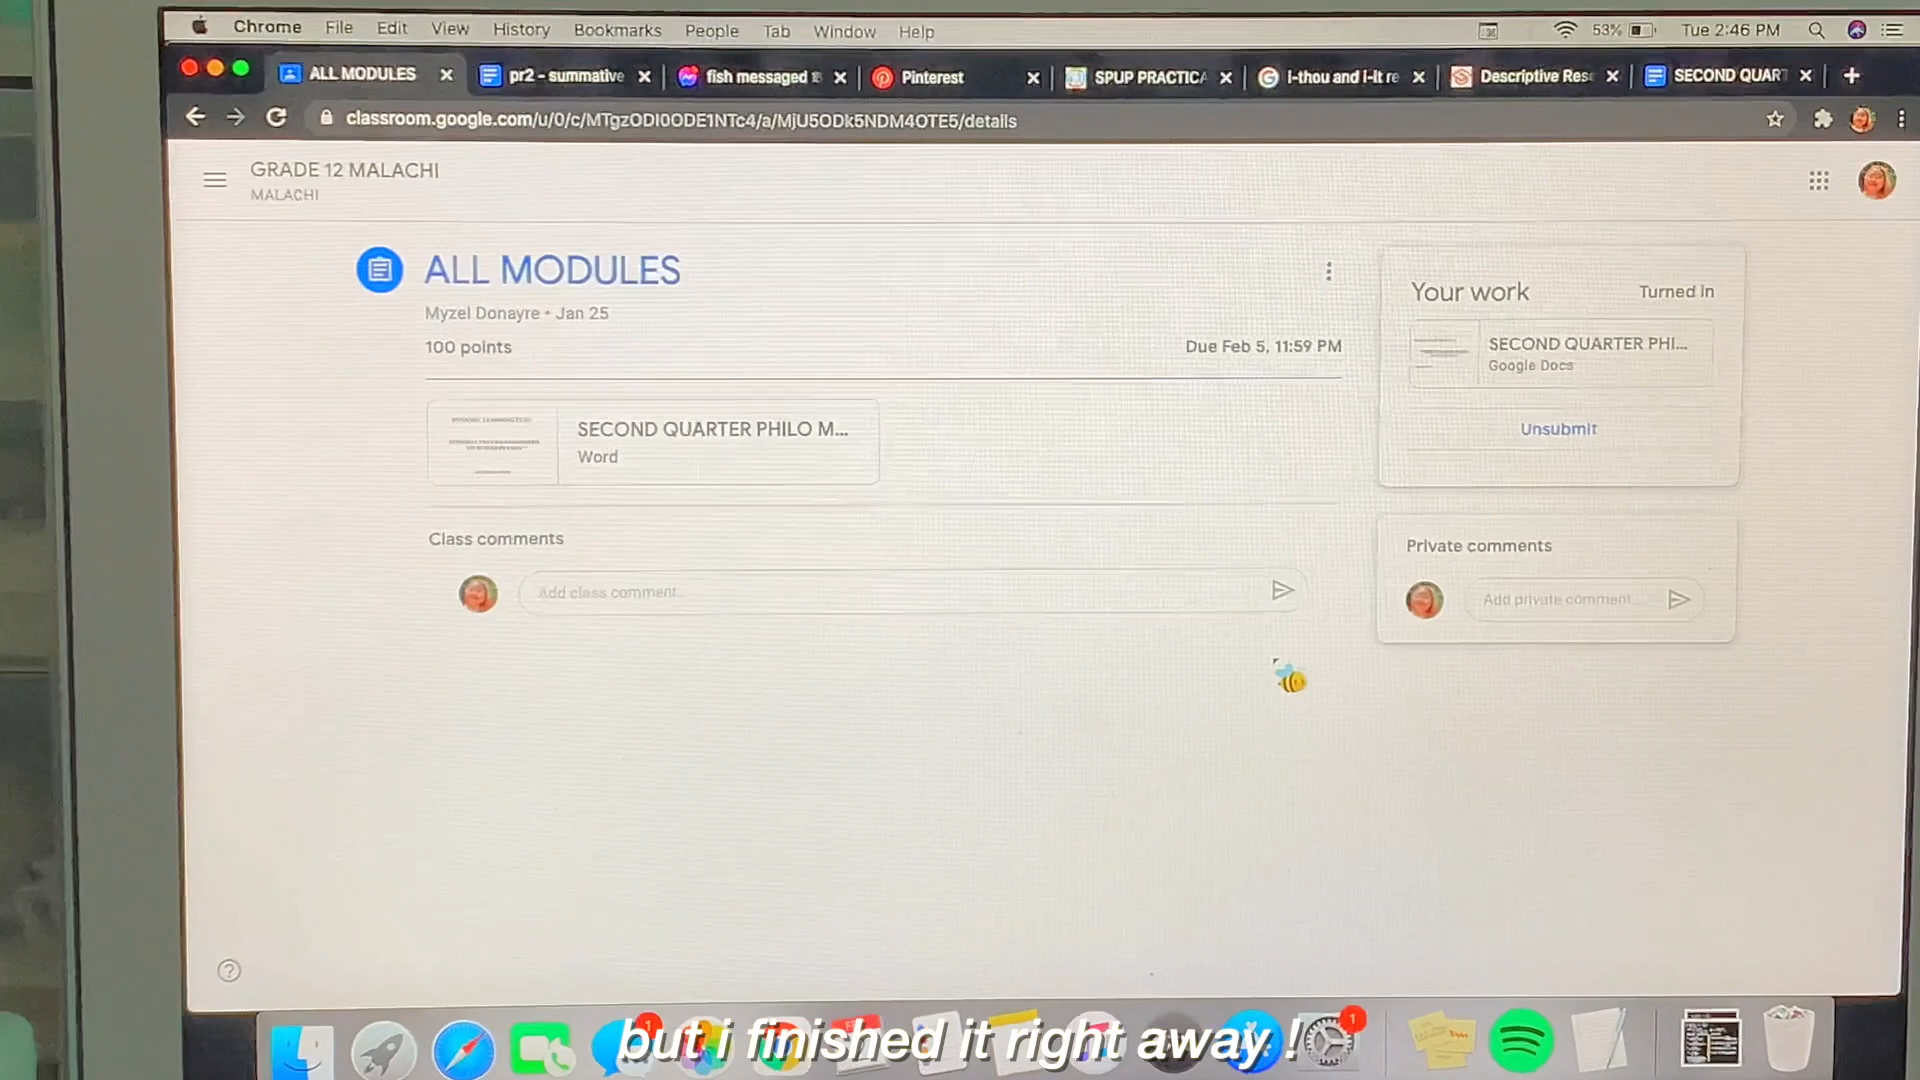 Chrome File Edit View History Bookmarks People Tab Window Help 53% Tue 2:46 PM
ALL MODULES pr2 - summative fish messaged Pinterest SPUP PRACTICA i-thou and i-it re Descriptive Res SECOND QUART
classroom.google.com/u/0/c/MTgzODI0ODE1NTc4/a/MjU5ODk5NDM4OTE5/details
GRADE 12 MALACHI
MALACHI
ALL MODULES
Myzel Donayre • Jan 25
100 points Due Feb 5, 11:59 PM
SECOND QUARTER PHILO M...
Word
Class comments
Add class comment...
Your work Turned in
SECOND QUARTER PHI...
Google Docs
Unsubmit
Private comments
Add private comment...
1 1
but i finished it right away !